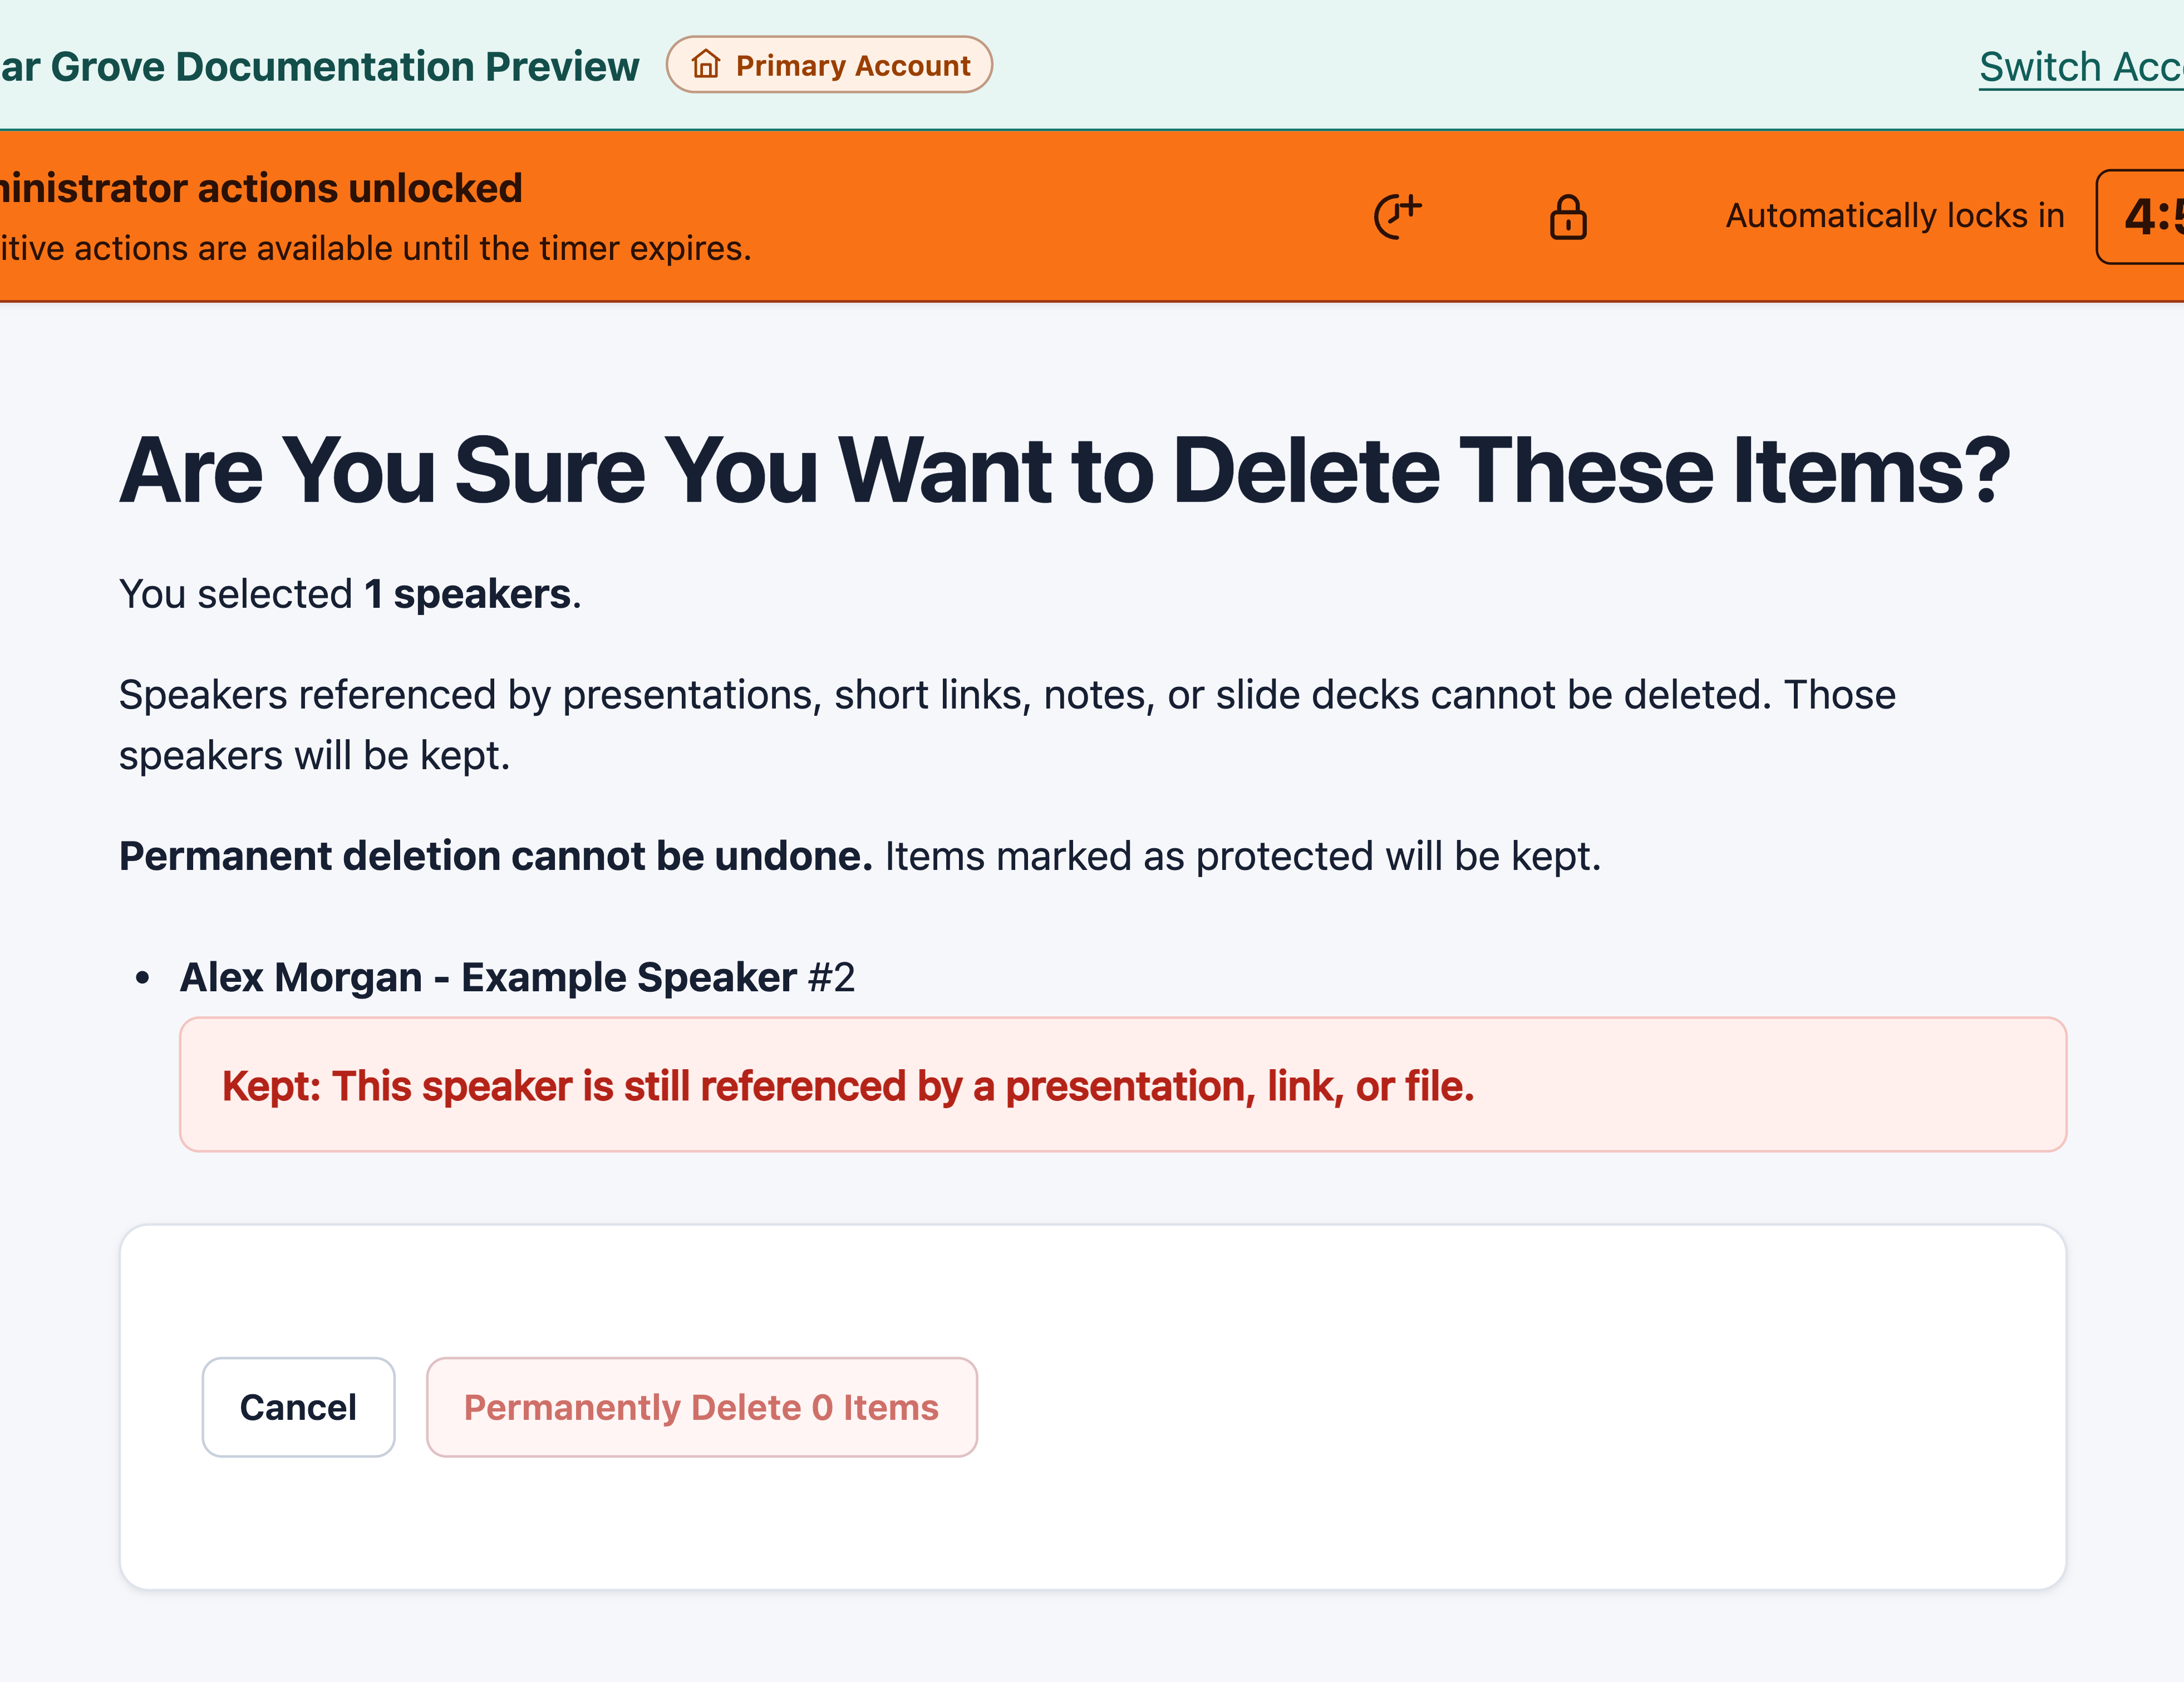 ar Grove Documentation Preview Primary Account Switch Acc
ninistrator actions unlocked
itive actions are available until the timer expires. Automatically locks in 4:5
Are You Sure You Want to Delete These Items?
You selected 1 speakers.
Speakers referenced by presentations, short links, notes, or slide decks cannot be deleted. Those
speakers will be kept.
Permanent deletion cannot be undone. Items marked as protected will be kept.
• Alex Morgan - Example Speaker #2
Kept: This speaker is still referenced by a presentation, link, or file.
Cancel Permanently Delete 0 Items